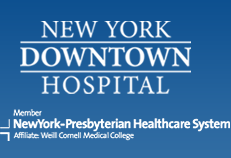 NEW YORK
DOWNTOWN
HOSPITAL
Member
NewYork-Presbyterian Healthcare System
Affiliate: Weill Cornell Medical College